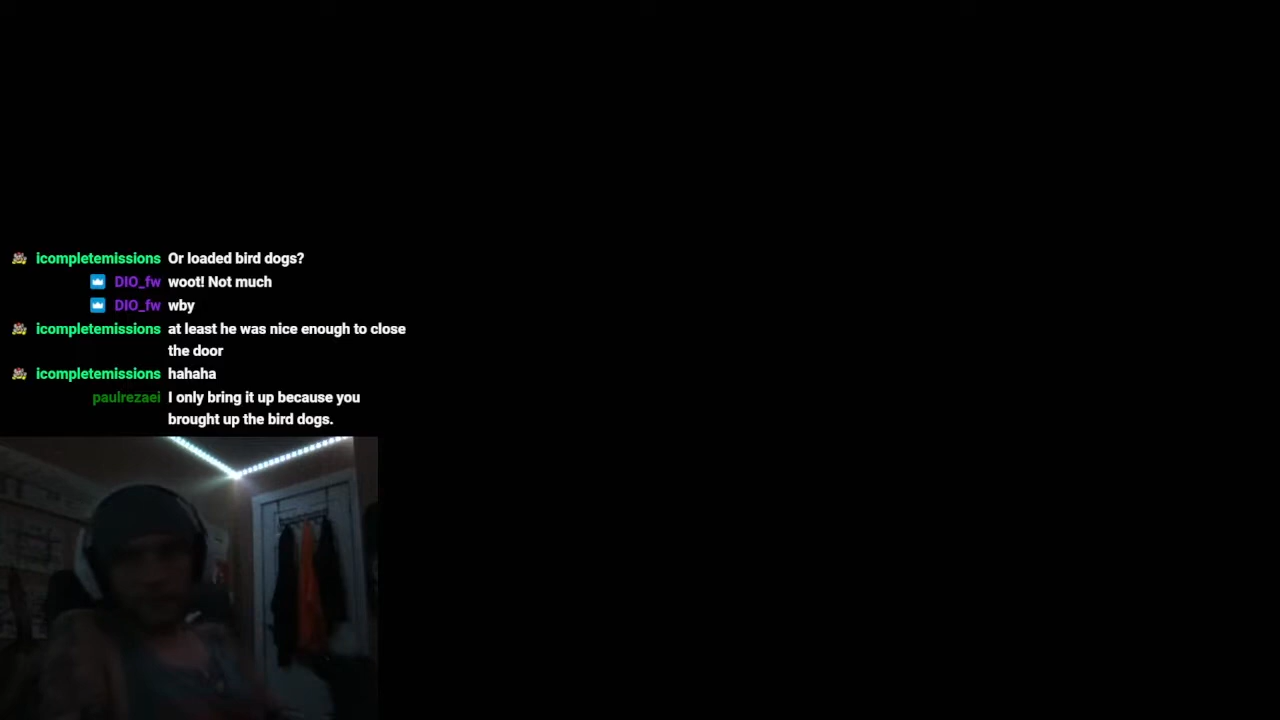 icompletemissions Or loaded bird dogs?
DIO_fw woot! Not much
DIO_fw wby
icompletemissions at least he was nice enough to close
the door
icompletemissions hahaha
paulrezaei I only bring it up because you
brought up the bird dogs.